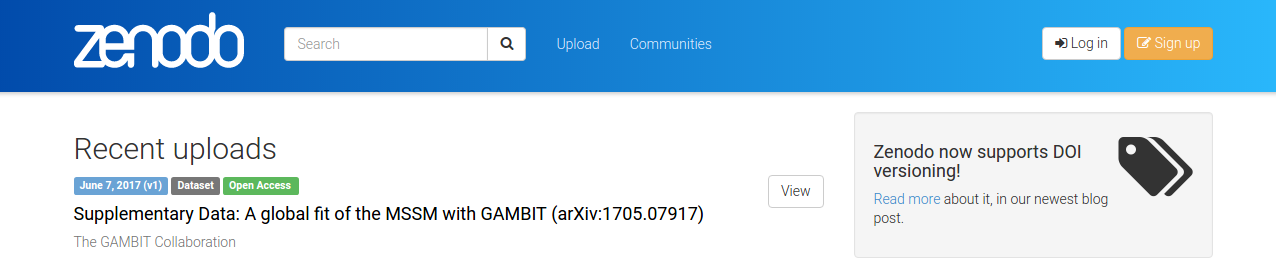 zenodo
Search
Upload
Communities
Log in
Sign up
Recent uploads
June 7, 2017 (v1) Dataset Open Access
View
Supplementary Data: A global fit of the MSSM with GAMBIT (arXiv:1705.07917)
The GAMBIT Collaboration
Zenodo now supports DOI
versioning!
Read more about it, in our newest blog
post.